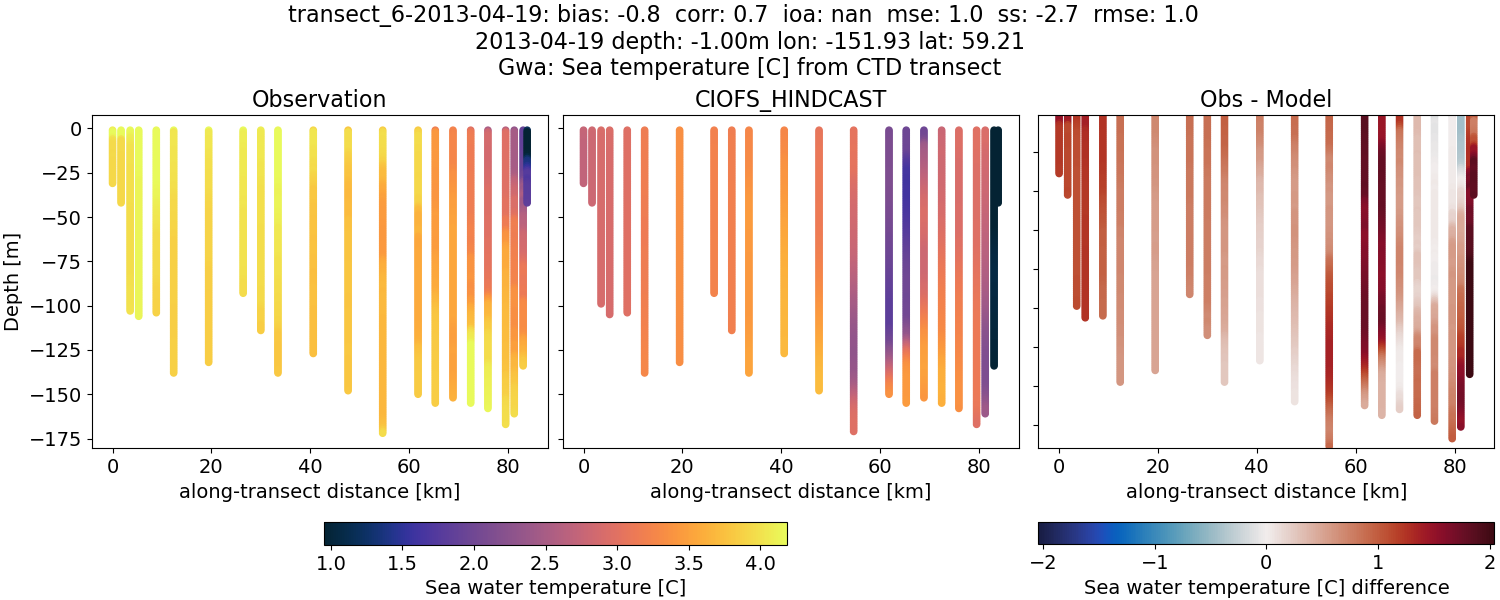 transect_6-2013-04-19: bias: -0.8  corr: 0.7  ioa: nan  mse: 1.0  ss: -2.7  rmse: 1.0
2013-04-19 depth: -1.00m lon: -151.93 lat: 59.21
Gwa: Sea temperature [C] from CTD transect
Observation
CIOFS_HINDCAST
Obs - Model
Depth [m]
0
−25
−50
−75
−100
−125
−150
−175
0 20 40 60 80
0 20 40 60 80
0 20 40 60 80
along-transect distance [km]
along-transect distance [km]
along-transect distance [km]
1.0 1.5 2.0 2.5 3.0 3.5 4.0
Sea water temperature [C]
−2 −1 0 1 2
Sea water temperature [C] difference